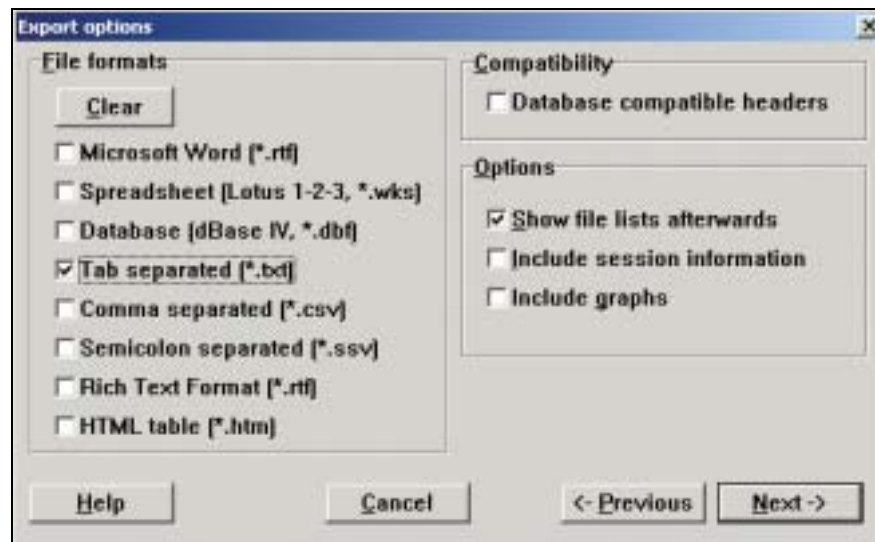 Export options
File formats
Clear
Microsoft Word (*.rtf)
Spreadsheet (Lotus 1-2-3, *.wks)
Database (dBase IV, *.dbf)
Tab separated (*.txt)
Comma separated (*.csv)
Semicolon separated (*.ssv)
Rich Text Format (*.rtf)
HTML table (*.htm)
Compatibility
Database compatible headers
Options
Show file lists afterwards
Include session information
Include graphs
Help
Cancel
<- Previous
Next ->